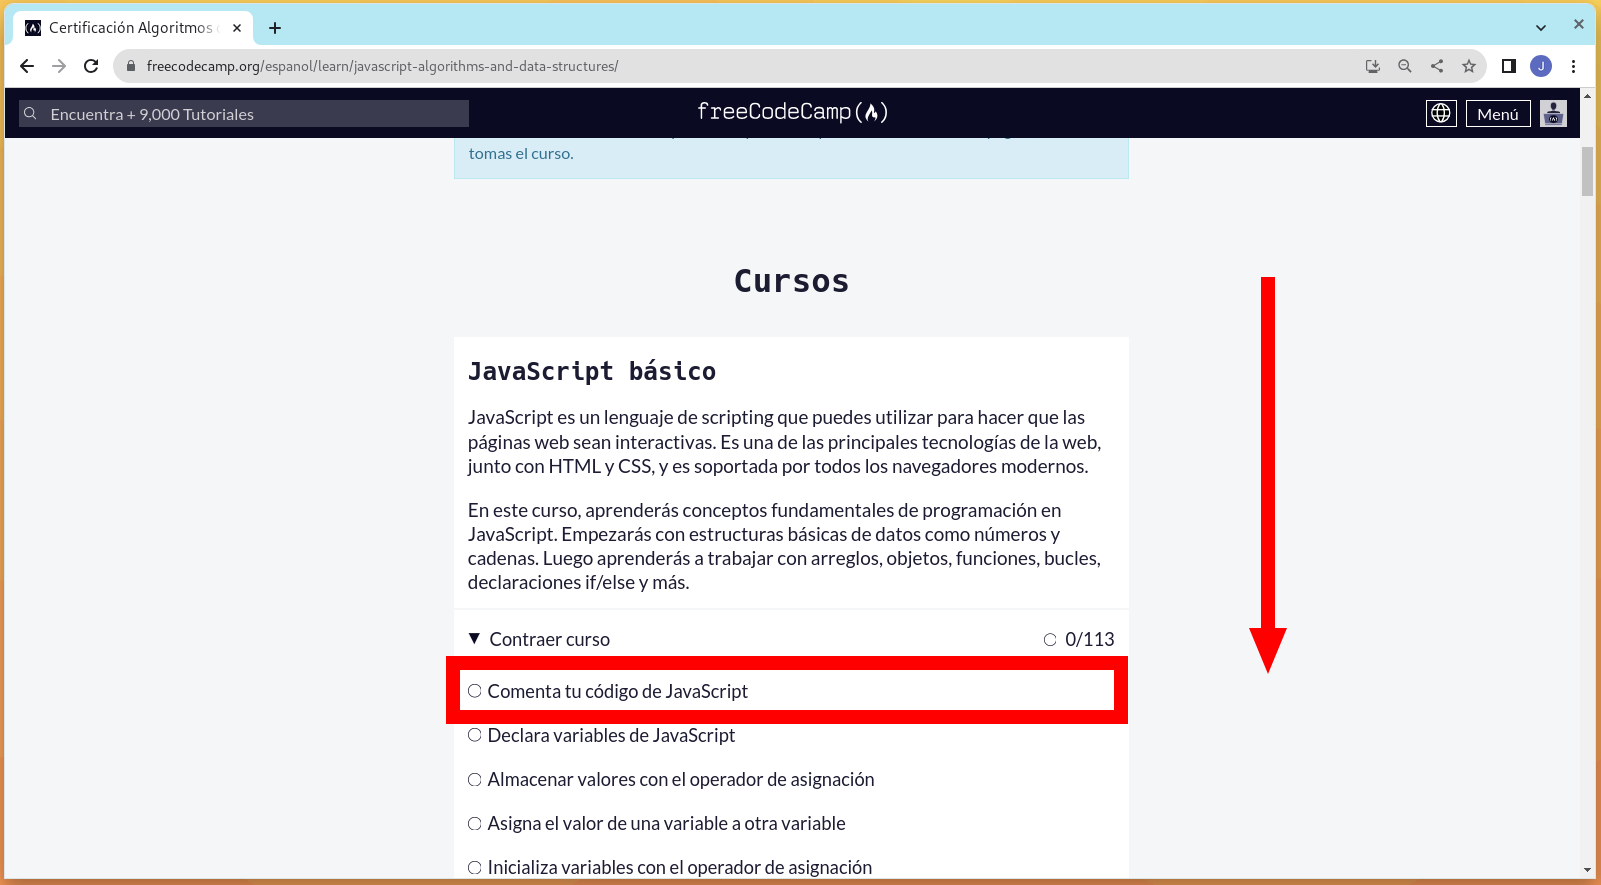 Certificación Algoritmos
freecodecamp.org/espanol/learn/javascript-algorithms-and-data-structures/
J
Encuentra + 9,000 Tutoriales
freeCodeCamp(
)
Menú
tomas el curso.
Cursos
JavaScript básico
JavaScript es un lenguaje de scripting que puedes utilizar para hacer que las
páginas web sean interactivas. Es una de las principales tecnologías de la web,
junto con HTML y CSS, y es soportada por todos los navegadores modernos.
En este curso, aprenderás conceptos fundamentales de programación en
JavaScript. Empezarás con estructuras básicas de datos como números y
cadenas. Luego aprenderás a trabajar con arreglos, objetos, funciones, bucles,
declaraciones if/else y más.
Contraer curso
0/113
Comenta tu código de JavaScript
Declara variables de JavaScript
Almacenar valores con el operador de asignación
Asigna el valor de una variable a otra variable
Inicializa variables con el operador de asignación